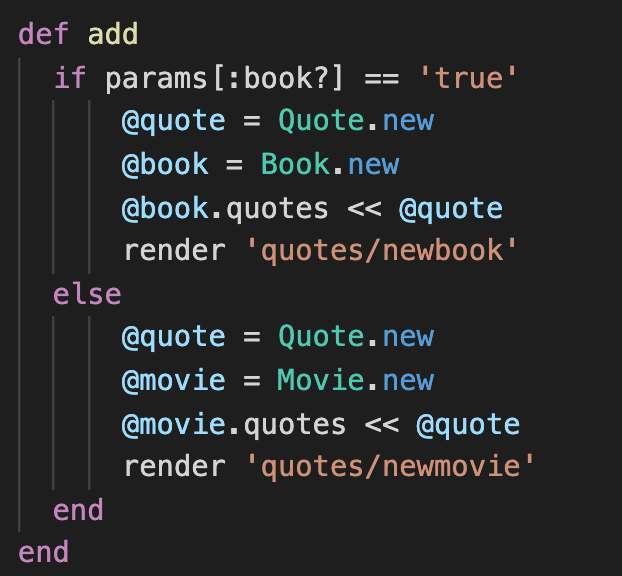 def add
  if params[:book?] == 'true'
      @quote = Quote.new
      @book = Book.new
      @book.quotes << @quote
      render 'quotes/newbook'
  else
      @quote = Quote.new
      @movie = Movie.new
      @movie.quotes << @quote
      render 'quotes/newmovie'
  end
end